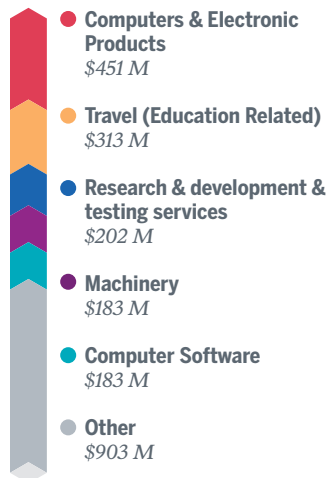 Computers & Electronic
Products
$451 M
Travel (Education Related)
$313 M
Research & development &
testing services
$202 M
Machinery
$183 M
Computer Software
$183 M
Other
$903 M